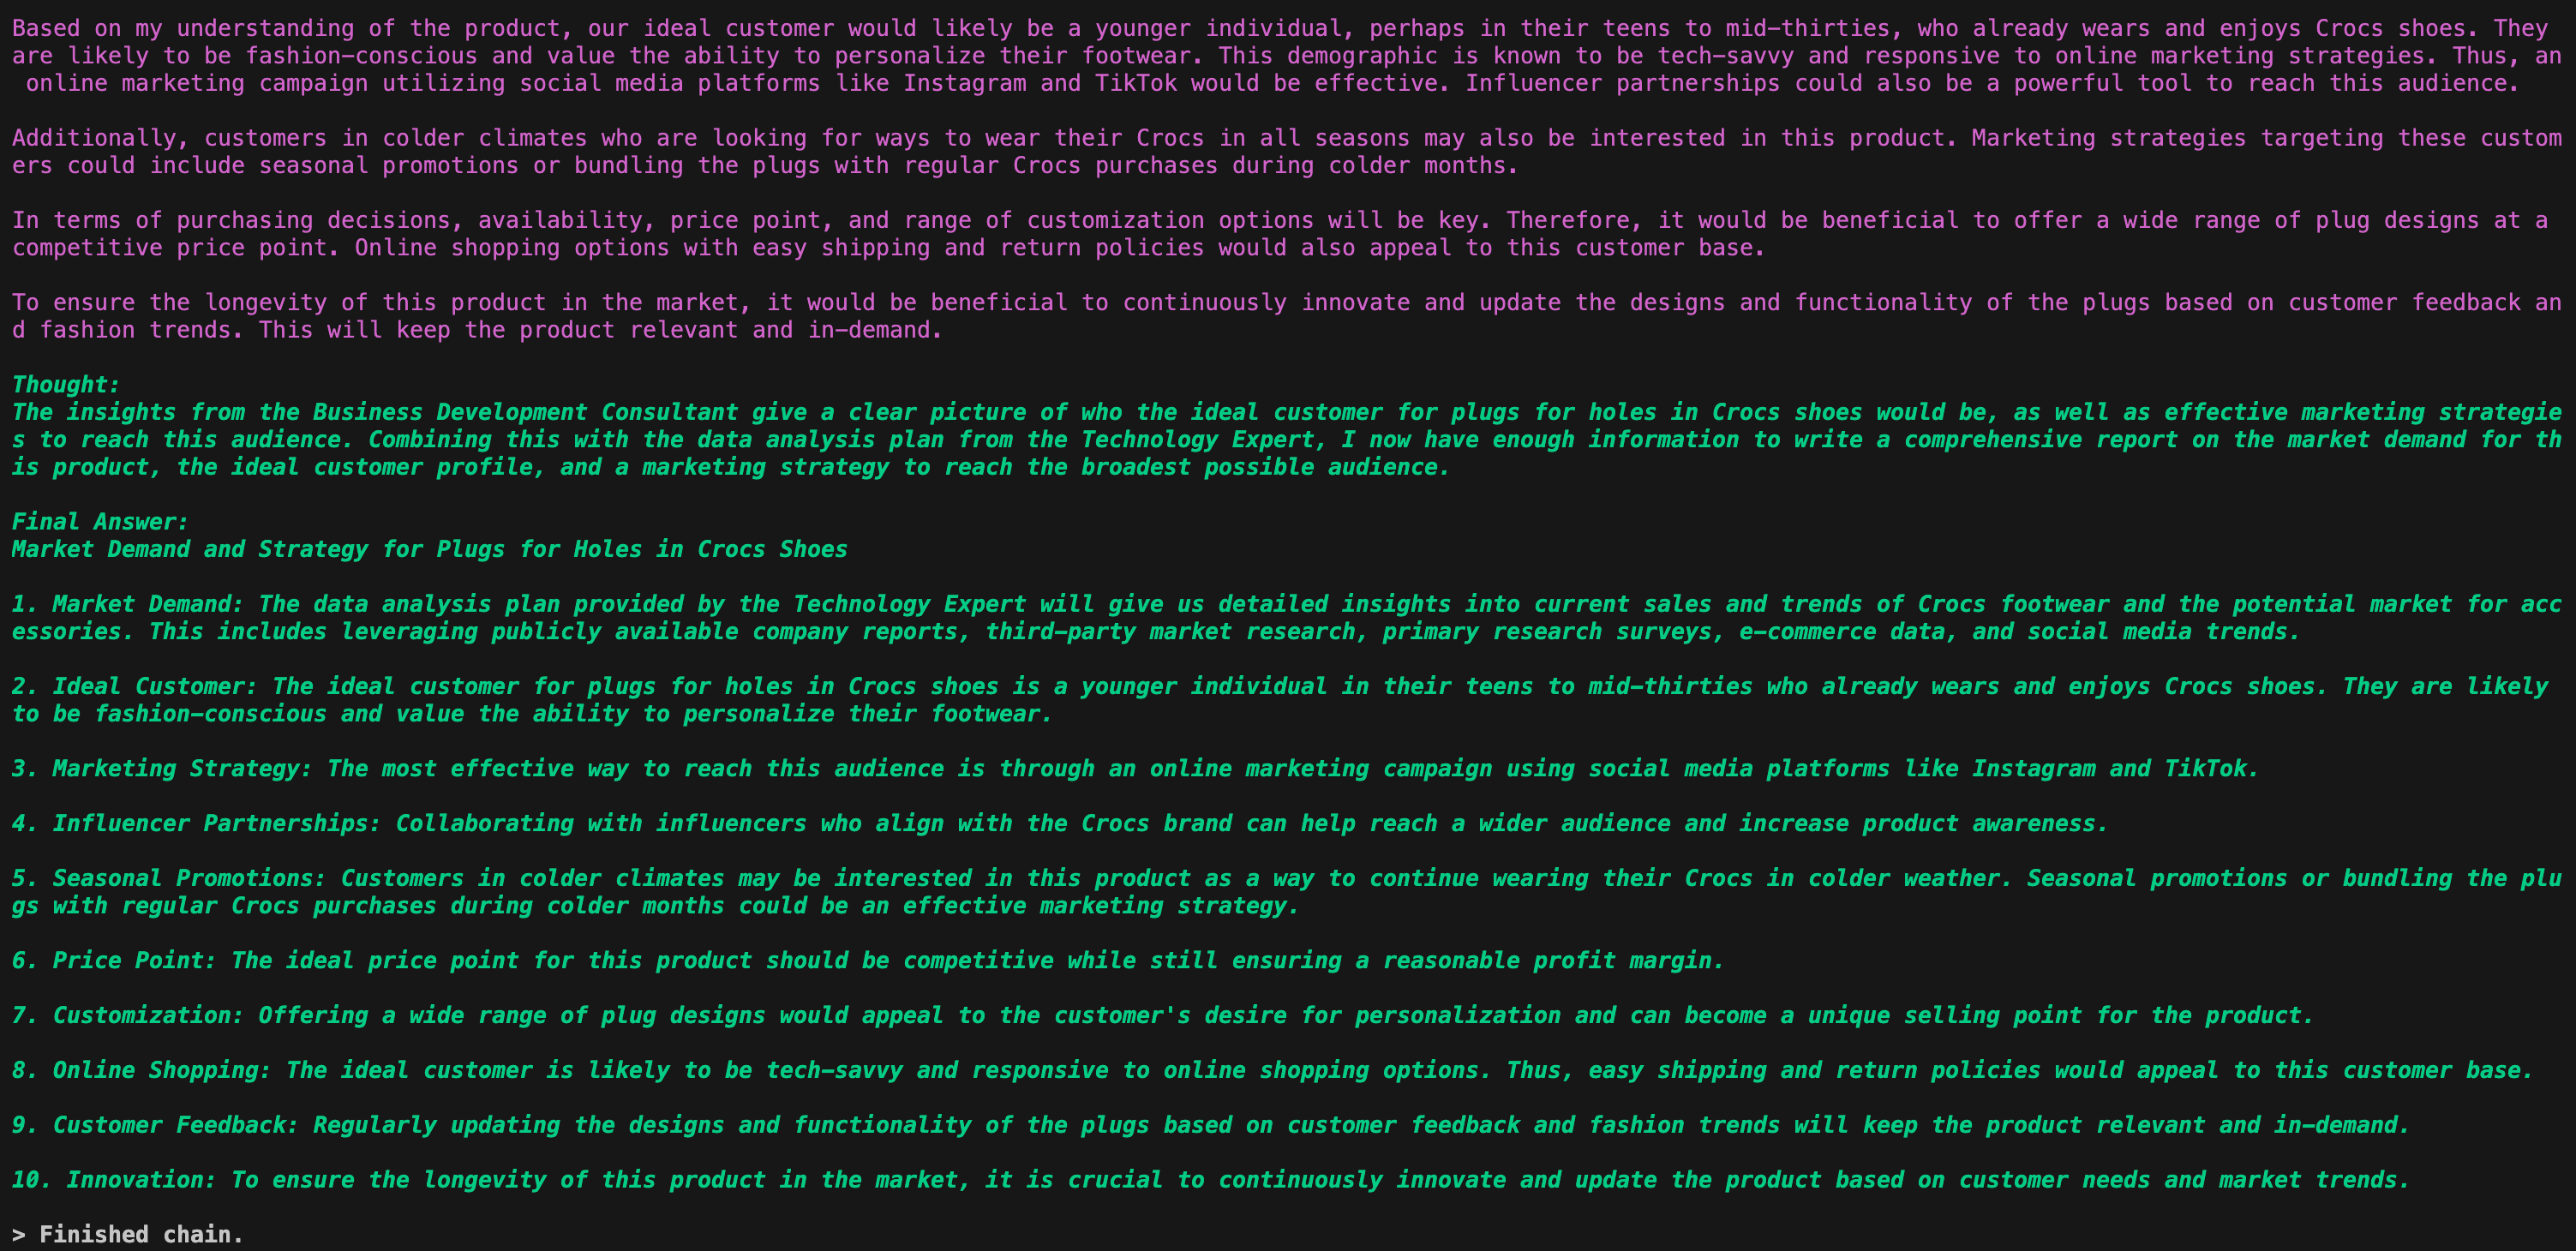 Based on my understanding of the product, our ideal customer would likely be a younger individual, perhaps in their teens to mid-thirties, who already wears and enjoys Crocs shoes. They
are likely to be fashion-conscious and value the ability to personalize their footwear. This demographic is known to be tech-savvy and responsive to online marketing strategies. Thus, an
online marketing campaign utilizing social media platforms like Instagram and TikTok would be effective. Influencer partnerships could also be a powerful tool to reach this audience.
Additionally, customers in colder climates who are looking for ways to wear their Crocs in all seasons may also be interested in this product. Marketing strategies targeting these custom
ers could include seasonal promotions or bundling the plugs with regular Crocs purchases during colder months.
In terms of purchasing decisions, availability, price point, and range of customization options will be key. Therefore, it would be beneficial to offer a wide range of plug designs at a
competitive price point. Online shopping options with easy shipping and return policies would also appeal to this customer base.
To ensure the longevity of this product in the market, it would be beneficial to continuously innovate and update the designs and functionality of the plugs based on customer feedback an
d fashion trends. This will keep the product relevant and in-demand.
Thought:
The insights from the Business Development Consultant give a clear picture of who the ideal customer for plugs for holes in Crocs shoes would be, as well as effective marketing strategie
s to reach this audience. Combining this with the data analysis plan from the Technology Expert, I now have enough information to write a comprehensive report on the market demand for th
is product, the ideal customer profile, and a marketing strategy to reach the broadest possible audience.
Final Answer:
Market Demand and Strategy for Plugs for Holes in Crocs Shoes
1. Market Demand: The data analysis plan provided by the Technology Expert will give us detailed insights into current sales and trends of Crocs footwear and the potential market for acc
essories. This includes leveraging publicly available company reports, third-party market research, primary research surveys, e-commerce data, and social media trends.
2. Ideal Customer: The ideal customer for plugs for holes in Crocs shoes is a younger individual in their teens to mid-thirties who already wears and enjoys Crocs shoes. They are likely
to be fashion-conscious and value the ability to personalize their footwear.
3. Marketing Strategy: The most effective way to reach this audience is through an online marketing campaign using social media platforms like Instagram and TikTok.
4. Influencer Partnerships: Collaborating with influencers who align with the Crocs brand can help reach a wider audience and increase product awareness.
5. Seasonal Promotions: Customers in colder climates may be interested in this product as a way to continue wearing their Crocs in colder weather. Seasonal promotions or bundling the plu
gs with regular Crocs purchases during colder months could be an effective marketing strategy.
6. Price Point: The ideal price point for this product should be competitive while still ensuring a reasonable profit margin.
7. Customization: Offering a wide range of plug designs would appeal to the customer's desire for personalization and can become a unique selling point for the product.
8. Online Shopping: The ideal customer is likely to be tech-savvy and responsive to online shopping options. Thus, easy shipping and return policies would appeal to this customer base.
9. Customer Feedback: Regularly updating the designs and functionality of the plugs based on customer feedback and fashion trends will keep the product relevant and in-demand.
10. Innovation: To ensure the longevity of this product in the market, it is crucial to continuously innovate and update the product based on customer needs and market trends.
> Finished chain.